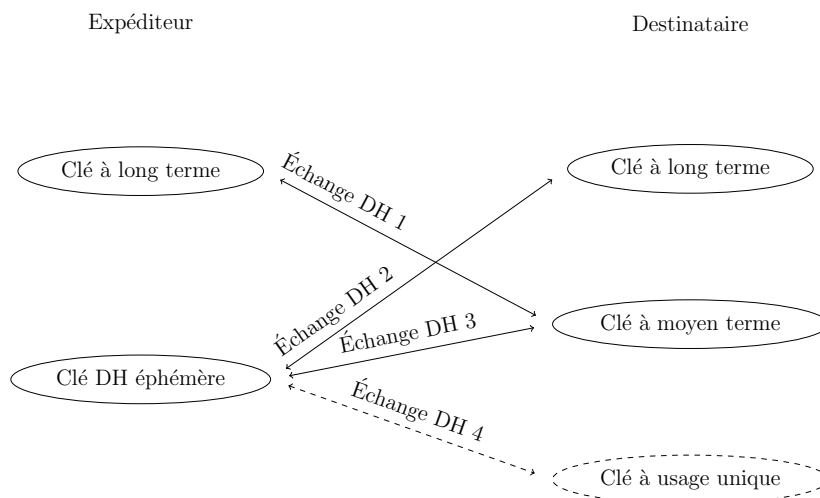 Expéditeur
Destinataire
Clé à long terme
Échange DH 1
Clé à long terme
Échange DH 2
Échange DH 3
Clé à moyen terme
Clé DH éphémère
Échange DH 4
Clé à usage unique